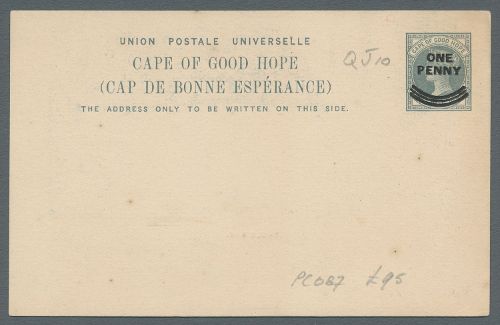 UNION POSTALE UNIVERSELLE
CAPE OF GOOD HOPE
(CAP DE BONNE ESPÉRANCE)
THE ADDRESS ONLY TO BE WRITTEN ON THIS SIDE.
QJ10
CAPE OF GOOD HOPE
ONE
PENNY
PC087 £95